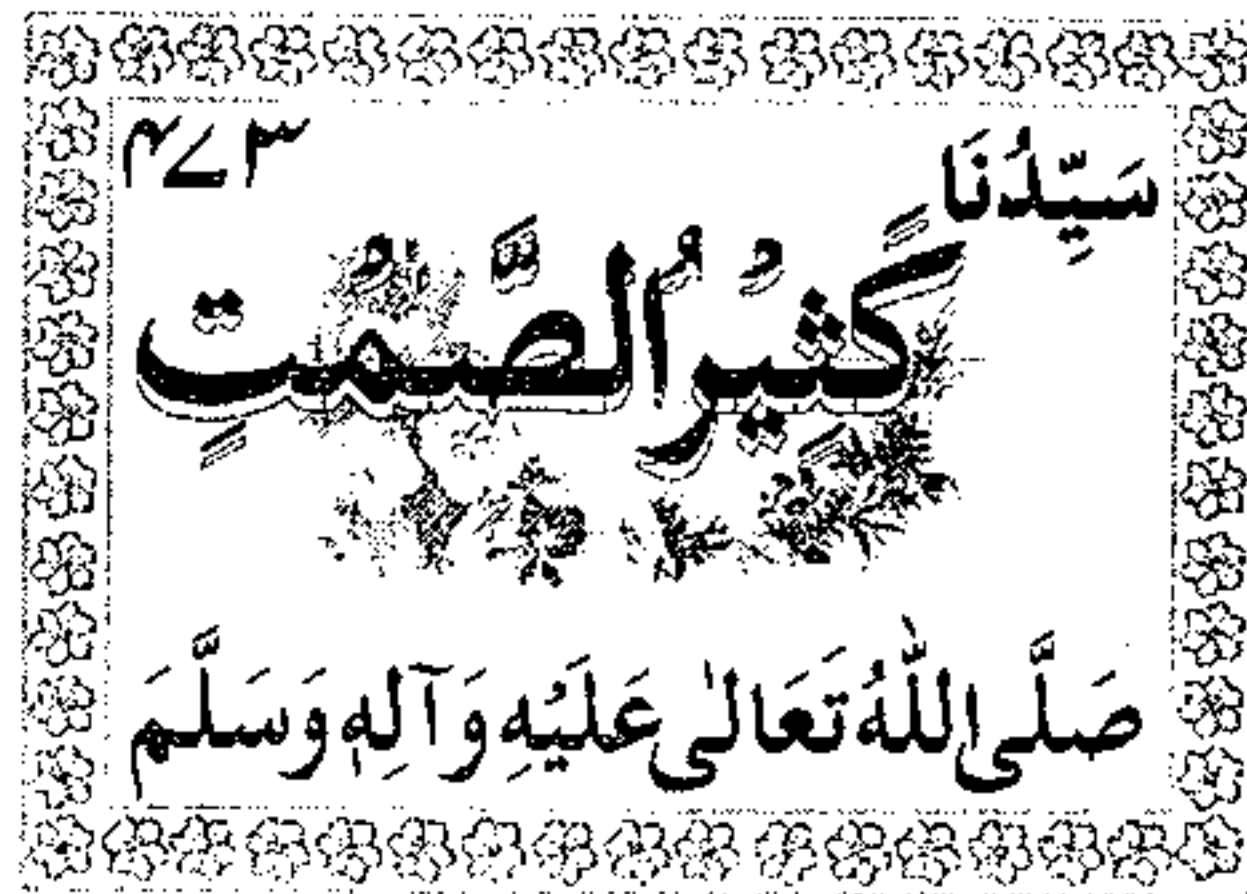 سَيِّدُنَا ۴۷۳
كَثِيْرُ الصَّمْتِ
صَلَّى اللّٰهُ تَعَالٰى عَلَيْهِ وَآلِهٖ وَسَلَّمَ